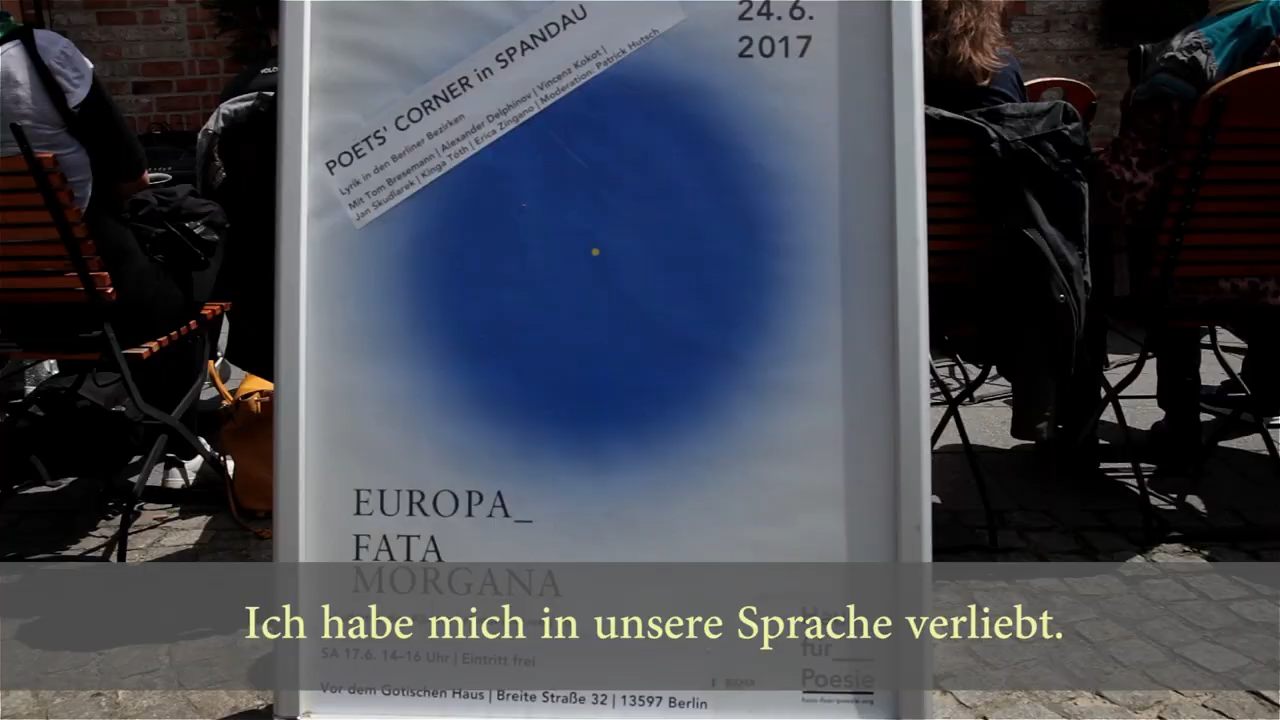 24.6.
2017
POETS' CORNER in SPANDAU
Lyrik in den Berliner Bezirken
Mit Tom Bresemann | Alexander Delphinov | Vincenz Kokot |
Jan Skudlarek | Kinga Tóth | Erica Zíngano | Moderation: Patrick Hutsch
EUROPA_
FATA
MORGANA
Ich habe mich in unsere Sprache verliebt.
SA 17.6. 14–16 Uhr | Eintritt frei
Haus
für
Poesie
Vor dem Gotischen Haus | Breite Straße 32 | 13597 Berlin